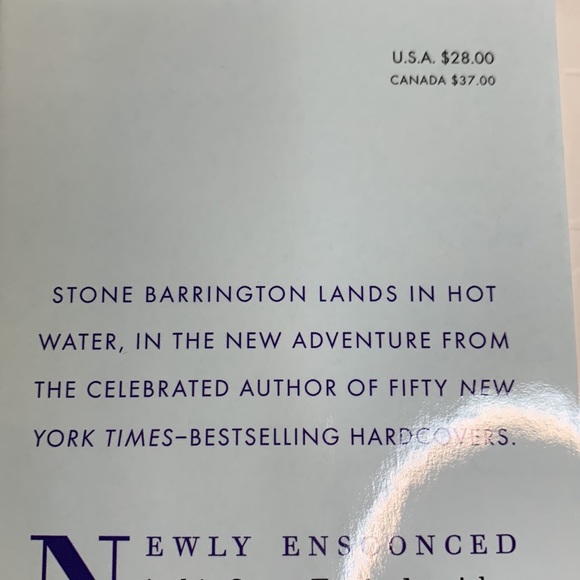 U.S.A. $28.00
CANADA $37.00
STONE BARRINGTON LANDS IN HOT
WATER, IN THE NEW ADVENTURE FROM
THE CELEBRATED AUTHOR OF FIFTY NEW
YORK TIMES–BESTSELLING HARDCOVERS.
NEWLY ENSCONCED